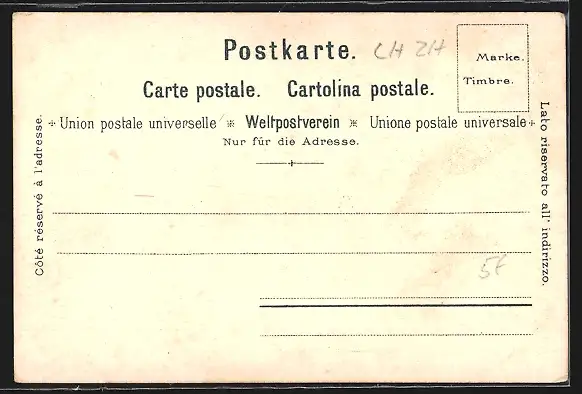 Postkarte. CH ZH
Marke.
Timbre.
Carte postale. Cartolina postale.
Union postale universelle ※ Weltpostverein ※ Unione postale universale
Nur für die Adresse.
Côté réservé à l'adresse.
Lato riservato all' indirizzo.